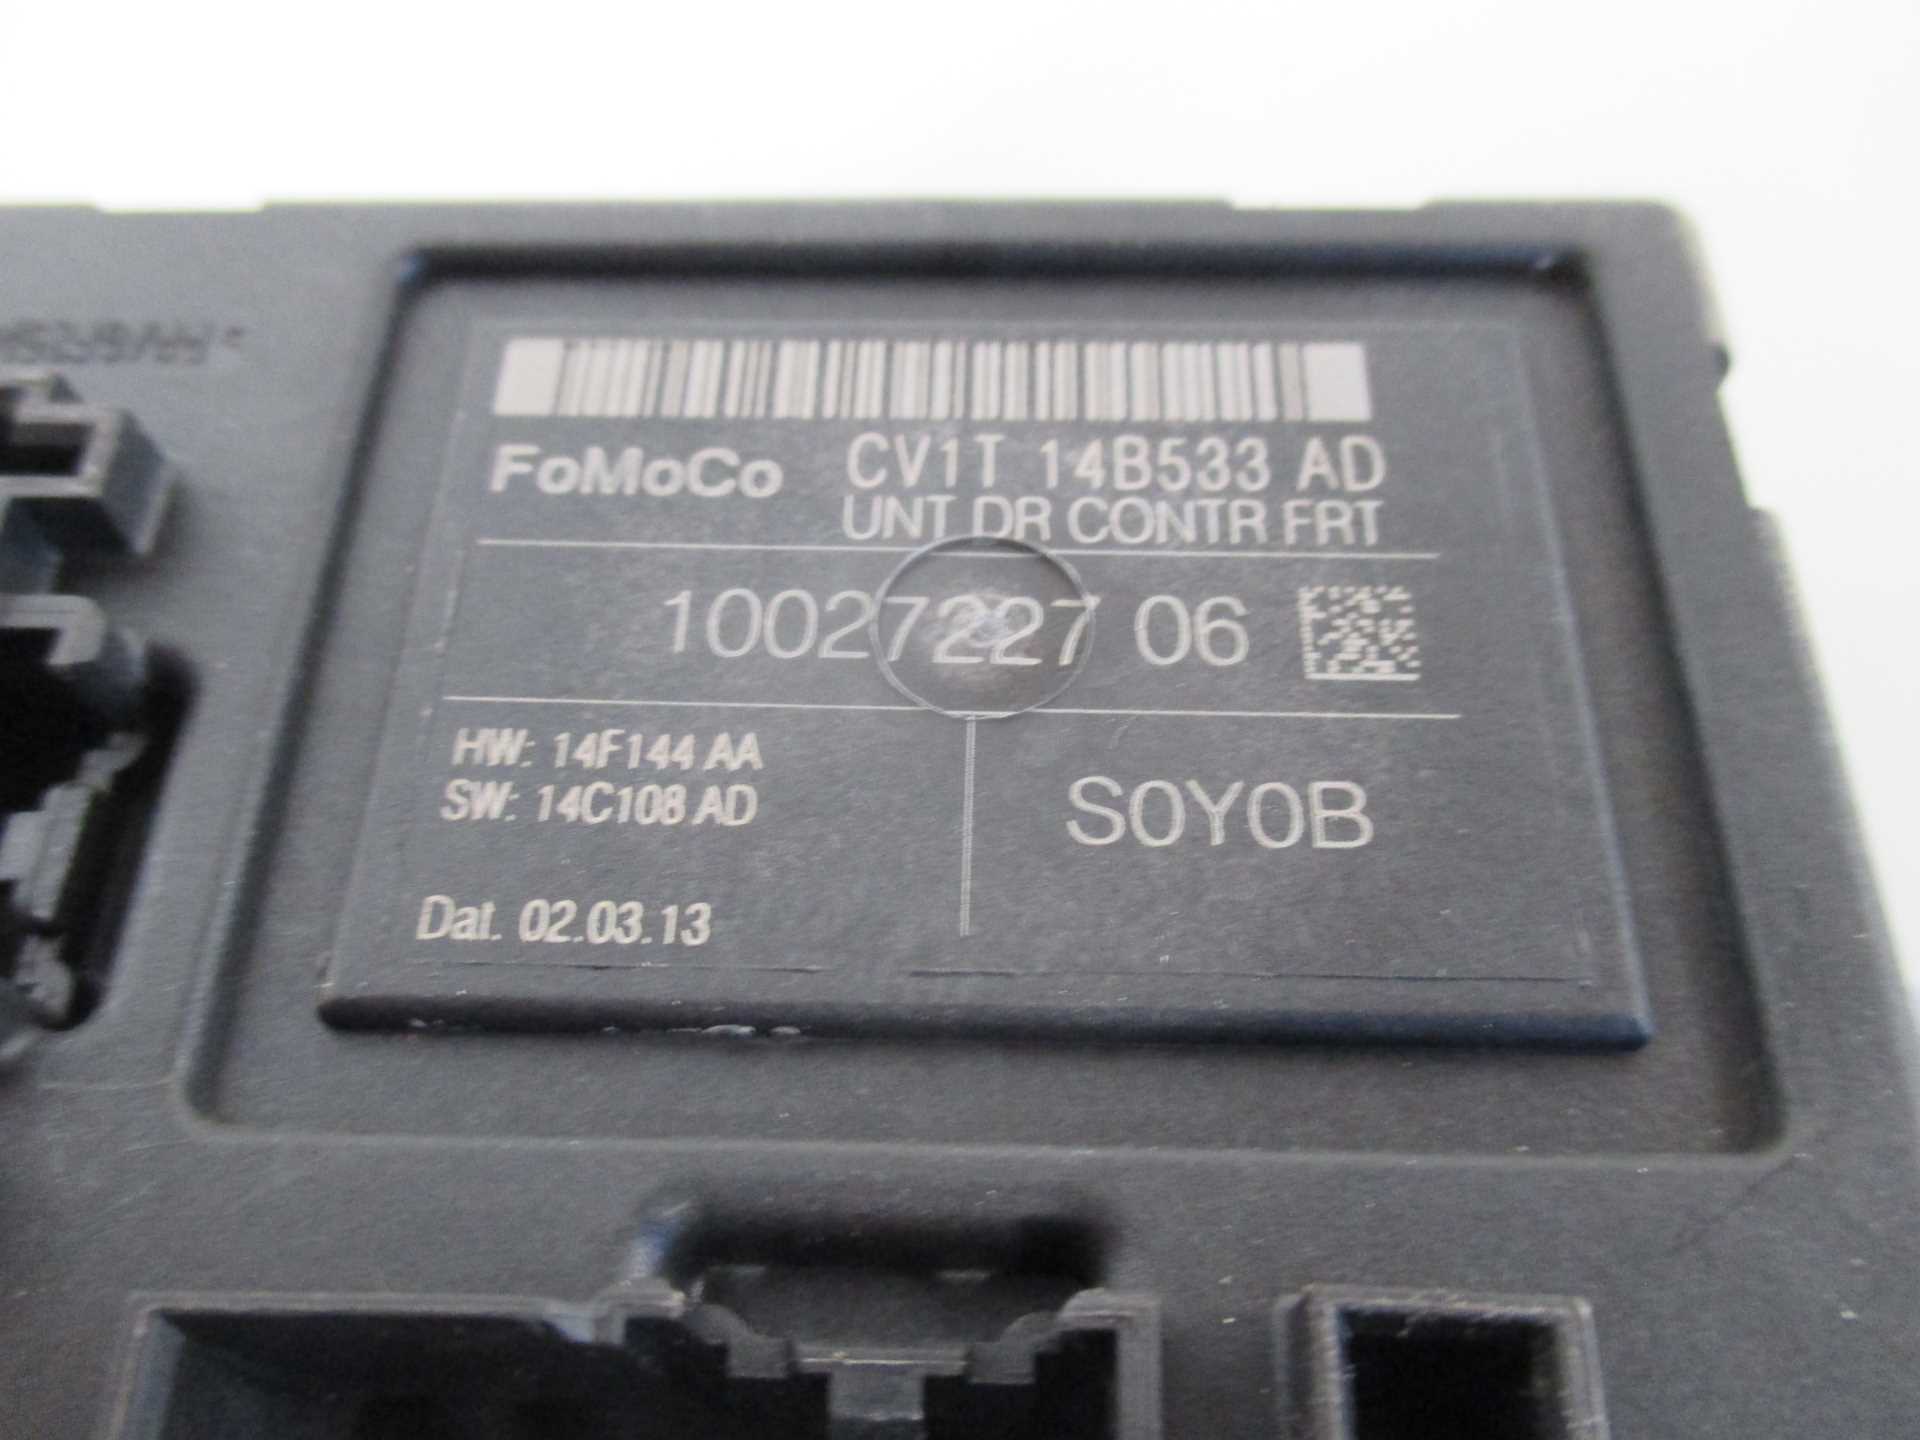 FoMoCo CV1T 14B533 AD
UNT DR CONTR FRT
10027227 06
HW: 14F144 AA
SW: 14C108 AD
S0Y0B
Dat. 02.03.13